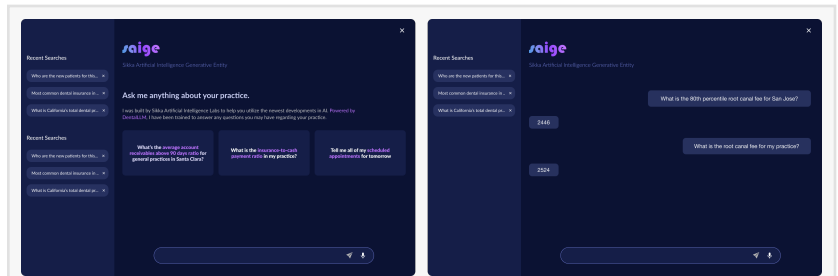 saige
Sikka Artificial Intelligence Generative Entity
Recent Searches
Who are the new patients for this... ×
Most common dental insurance in ... ×
What is California's total dental pr... ×
Recent Searches
Who are the new patients for this... ×
Most common dental insurance in ... ×
What is California's total dental pr... ×
Ask me anything about your practice.
I was built by Sikka Artificial Intelligence Labs to help you utilize the newest developments in AI. Powered by
DentalLLM, I have been trained to answer any questions you may have regarding your practice.
What's the average account
receivables above 90 days ratio for
general practices in Santa Clara?
What is the insurance-to-cash
payment ratio in my practice?
Tell me all of my scheduled
appointments for tomorrow
saige
Sikka Artificial Intelligence Generative Entity
Recent Searches
Who are the new patients for this... ×
Most common dental insurance in ... ×
What is California's total dental pr... ×
What is the 80th percentile root canal fee for San Jose?
2446
What is the root canal fee for my practice?
2524